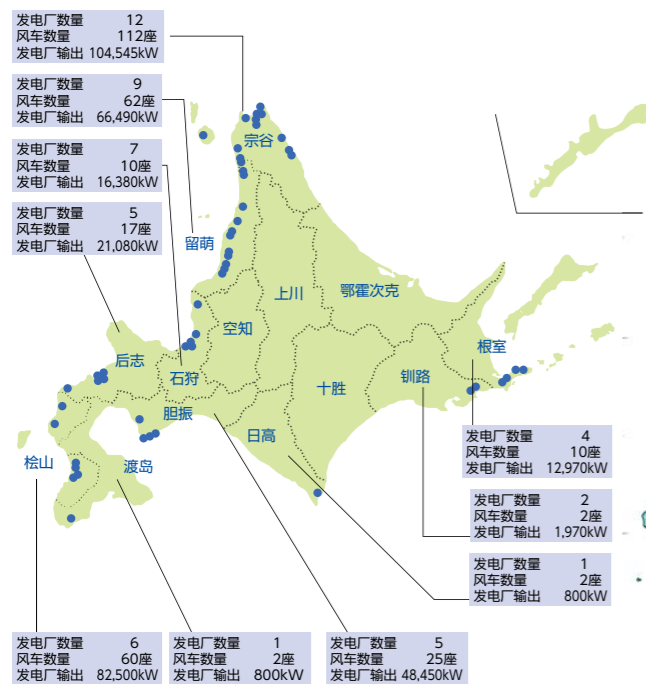 发电厂数量 12
风车数量 112座
发电厂输出 104,545kW
发电厂数量 9
风车数量 62座
发电厂输出 66,490kW
发电厂数量 7
风车数量 10座
发电厂输出 16,380kW
发电厂数量 5
风车数量 17座
发电厂输出 21,080kW
宗谷
留萌
上川
鄂霍次克
空知
后志
石狩
根室
钏路
十胜
胆振
日高
桧山
渡岛
发电厂数量 4
风车数量 10座
发电厂输出 12,970kW
发电厂数量 2
风车数量 2座
发电厂输出 1,970kW
发电厂数量 1
风车数量 2座
发电厂输出 800kW
发电厂数量 6
风车数量 60座
发电厂输出 82,500kW
发电厂数量 1
风车数量 2座
发电厂输出 800kW
发电厂数量 5
风车数量 25座
发电厂输出 48,450kW